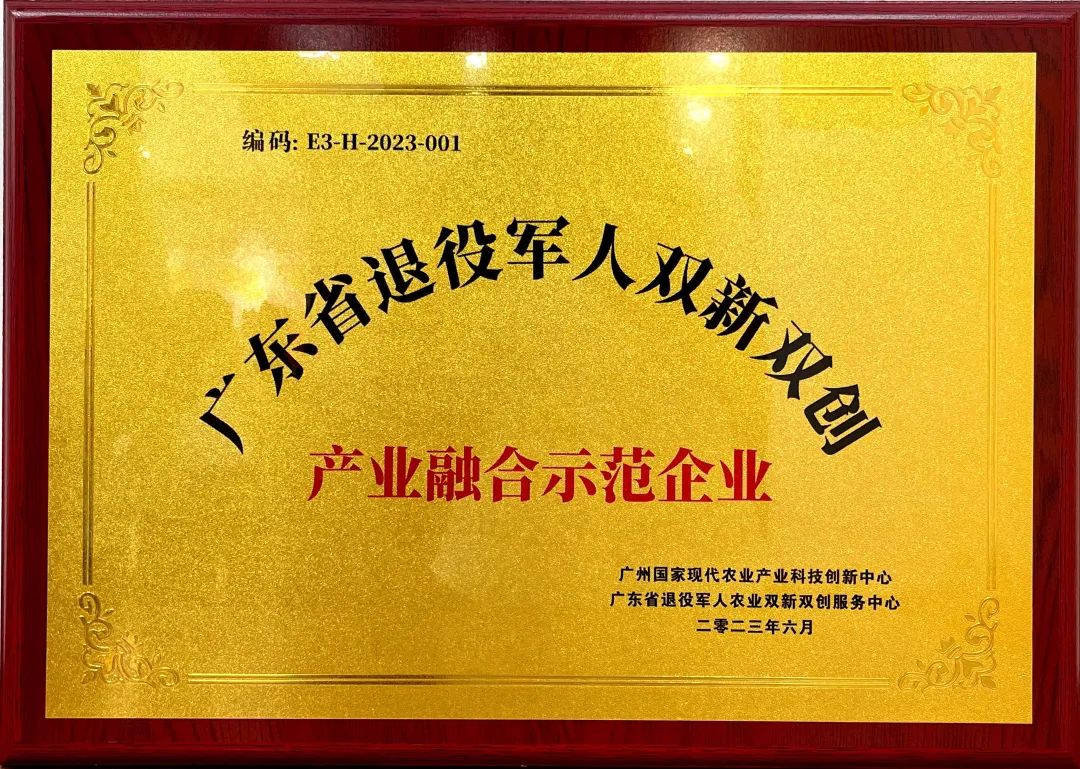 编码: E3-H-2023-001
广东省退役军人双新双创
产业融合示范企业
广州国家现代农业产业科技创新中心
广东省退役军人农业双新双创服务中心
二零二三年六月